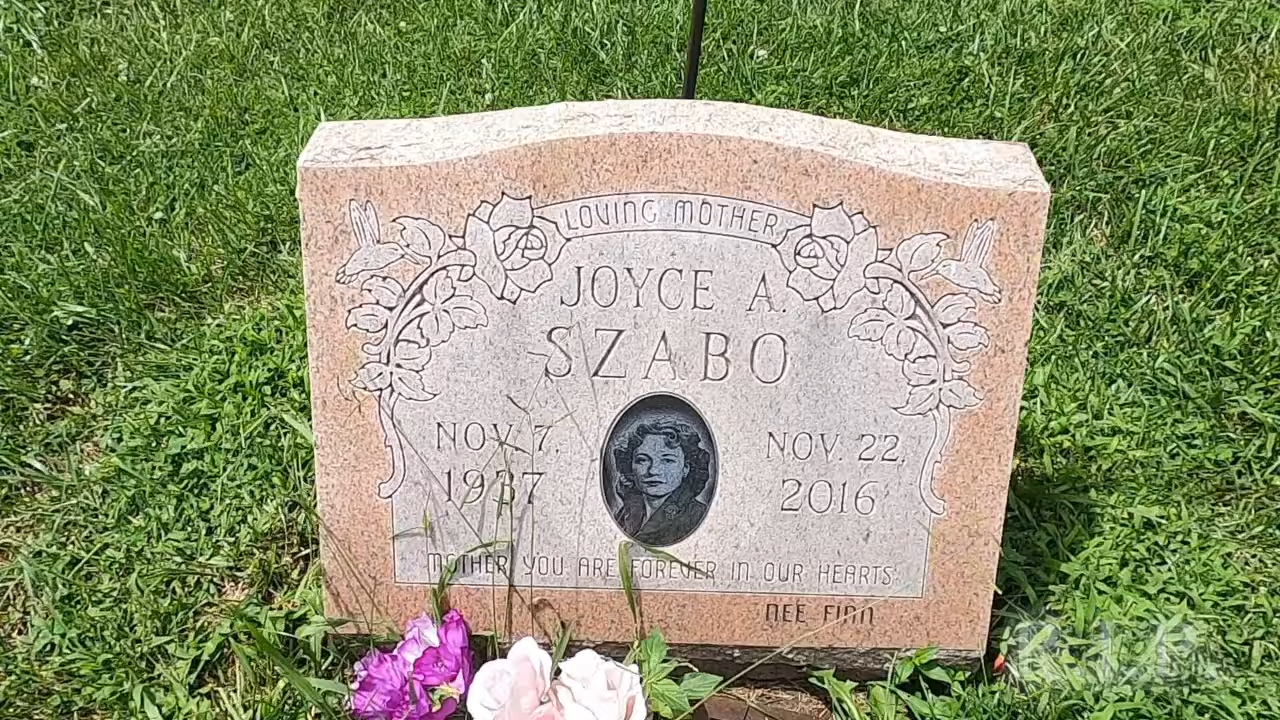 LOVING MOTHER
JOYCE A.
SZABO
NOV. 7, 1937
NOV. 22, 2016
MOTHER YOU ARE FOREVER IN OUR HEARTS
NEE FINN
R.I.P.